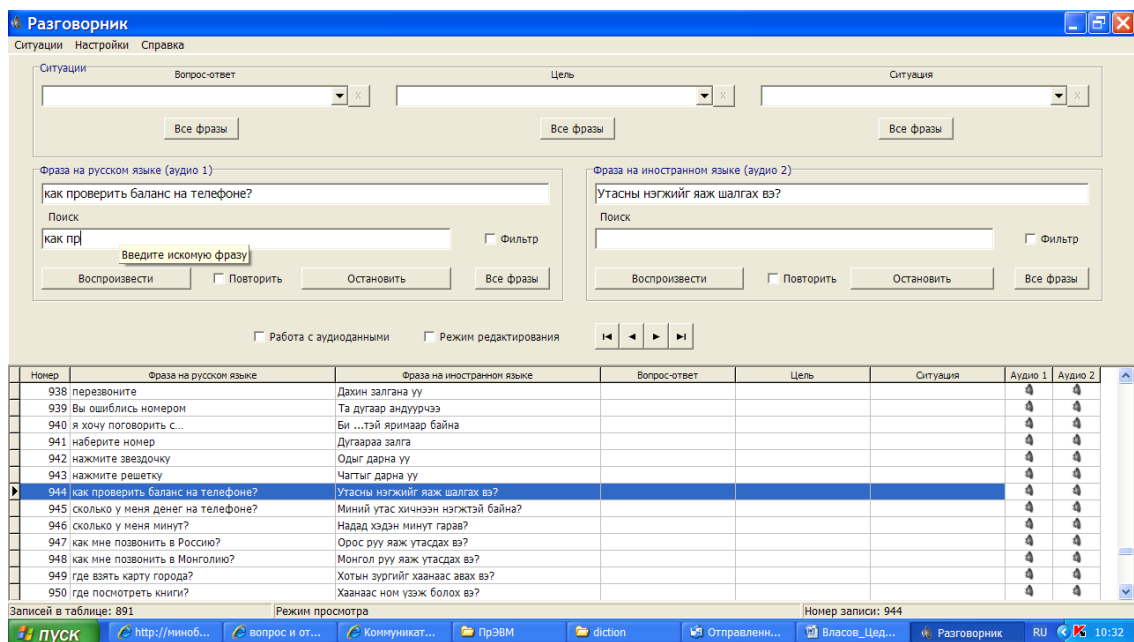 Разговорник
Ситуации Настройки Справка
Ситуации
Вопрос-ответ Цель Ситуация
X X X
Все фразы Все фразы Все фразы
Фраза на русском языке (аудио 1) Фраза на иностранном языке (аудио 2)
как проверить баланс на телефоне? Утасны нэгжийг яаж шалгах вэ?
Поиск Поиск
как пр Фильтр Фильтр
Введите искомую фразу
Воспроизвести Повторить Остановить Все фразы Воспроизвести Повторить Остановить Все фразы
Работа с аудиоданными Режим редактирования
Номер Фраза на русском языке Фраза на иностранном языке Вопрос-ответ Цель Ситуация Аудио 1 Аудио 2
938 перезвоните Дахин залгана уу
939 Вы ошиблись номером Та дугаар андуурчээ
940 я хочу поговорить с... Би ...тэй яримаар байна
941 наберите номер Дугаараа залга
942 нажмите звездочку Одыг дарна уу
943 нажмите решетку Чагтыг дарна уу
944 как проверить баланс на телефоне? Утасны нэгжийг яаж шалгах вэ?
945 сколько у меня денег на телефоне? Миний утас хичнээн нэгжтэй байна?
946 сколько у меня минут? Надад хэдэн минут гарав?
947 как мне позвонить в Россию? Орос руу яаж утасдах вэ?
948 как мне позвонить в Монголию? Монгол руу яаж утасдах вэ?
949 где взять карту города? Хотын зургийг хаанаас авах вэ?
950 где посмотреть книги? Хаанаас ном узэж болох вэ?
Записей в таблице: 891 Режим просмотра Номер записи: 944
пуск http://миноб... вопрос и от... Коммуникат... ПрЭВМ diction Отправленн... Власов_Цед... Разговорник RU 10:32